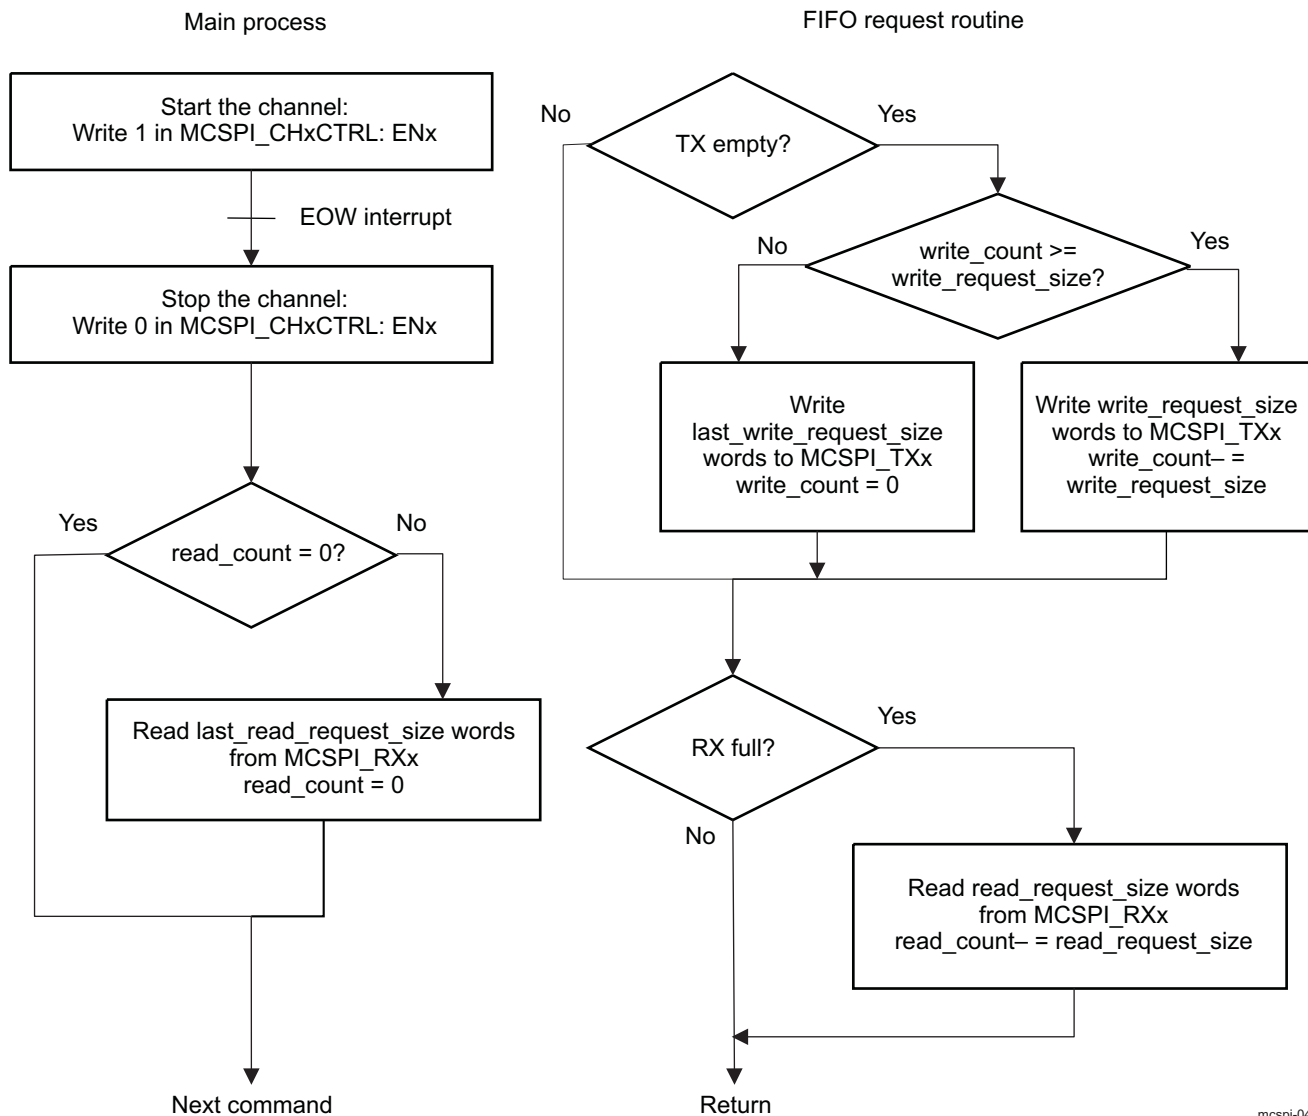 Main process
Start the channel:
Write 1 in MCSPI_CHxCTRL: ENx
EOW interrupt
Stop the channel:
Write 0 in MCSPI_CHxCTRL: ENx
Yes
No
read_count = 0?
Read last_read_request_size words
from MCSPI_RXx
read_count = 0
Next command
FIFO request routine
No
Yes
TX empty?
No
Yes
write_count >=
write_request_size?
Write
last_write_request_size
words to MCSPI_TXx
write_count = 0
Write write_request_size
words to MCSPI_TXx
write_count– =
write_request_size
RX full?
Yes
No
Read read_request_size words
from MCSPI_RXx
read_count– = read_request_size
Return